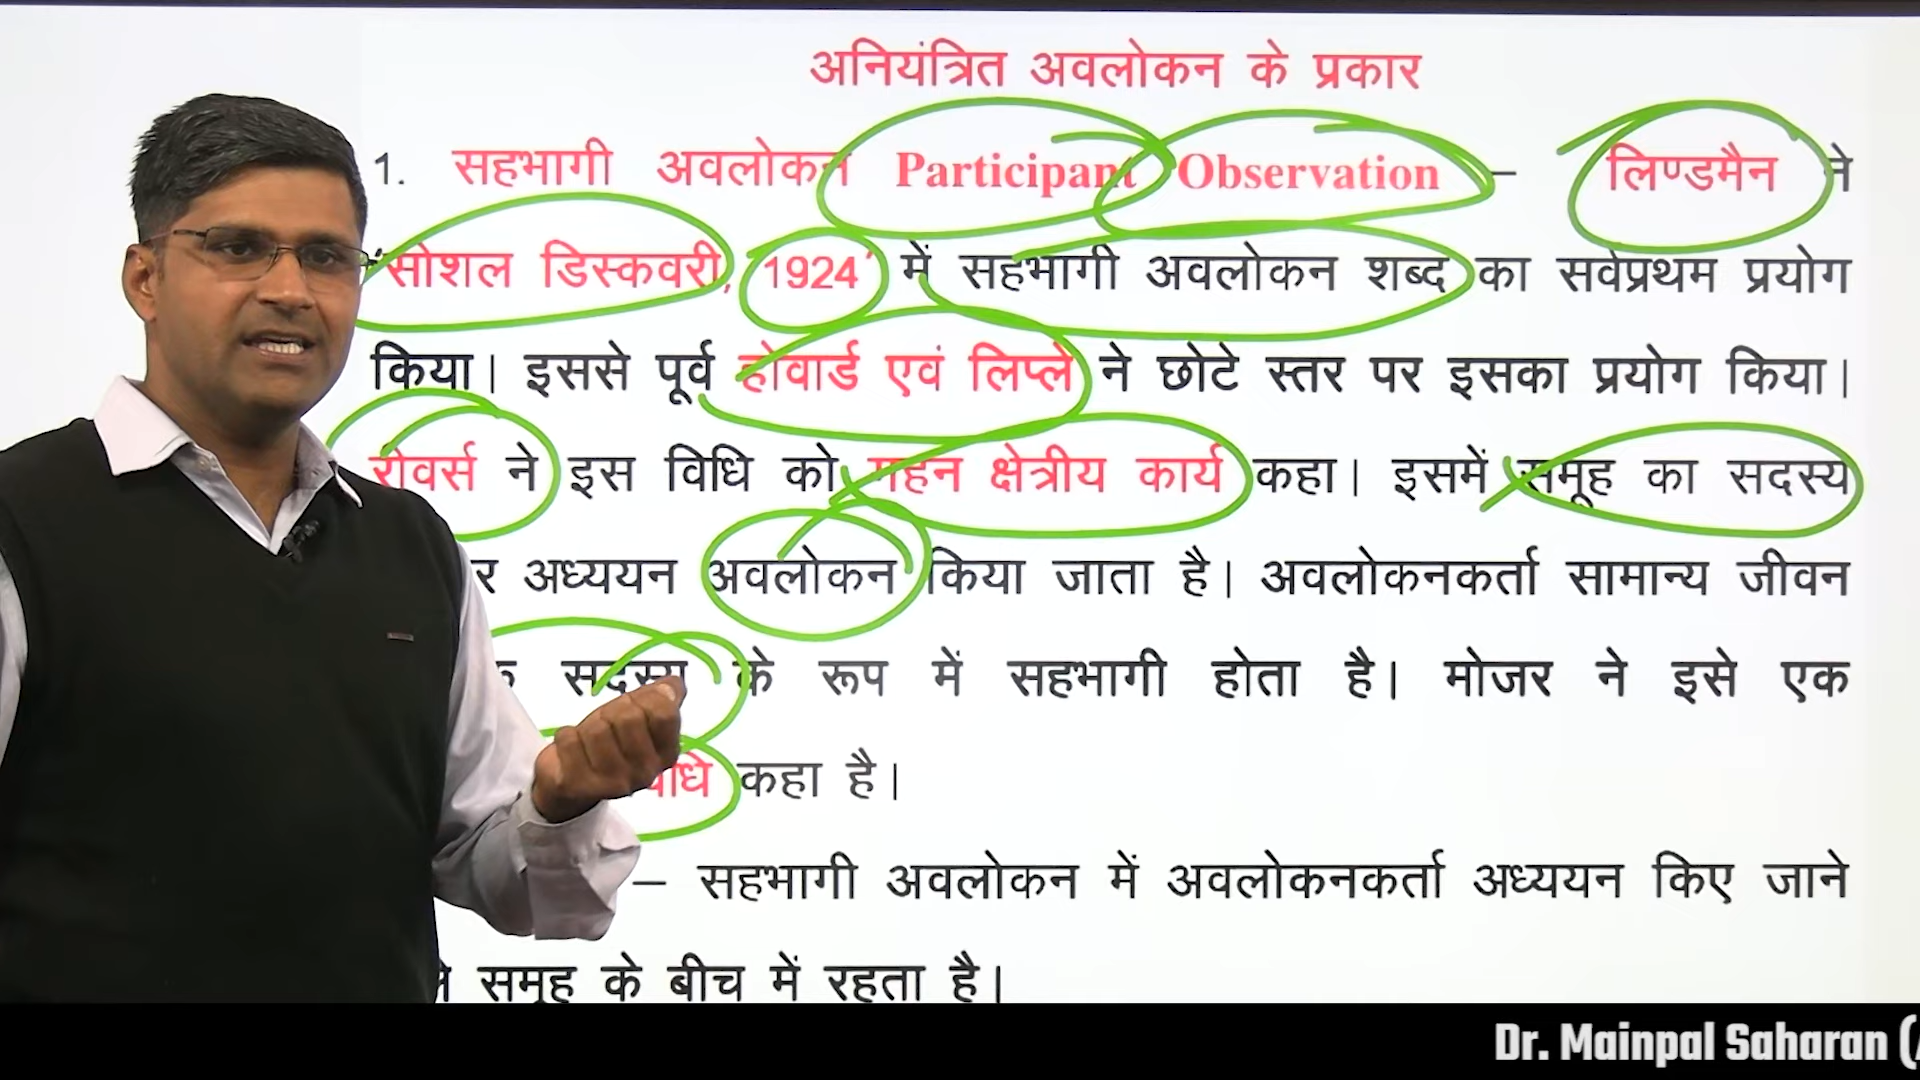 अनियंत्रित अवलोकन के प्रकार
1. सहभागी अवलोकन Participant Observation – लिण्डमैन ने
'सोशल डिस्कवरी, 1924' में सहभागी अवलोकन शब्द का सर्वप्रथम प्रयोग
किया। इससे पूर्व होवार्ड एवं लिप्ले ने छोटे स्तर पर इसका प्रयोग किया।
रोवर्स ने इस विधि को गहन क्षेत्रीय कार्य कहा। इसमें समूह का सदस्य
अध्ययन अवलोकन किया जाता है। अवलोकनकर्ता सामान्य जीवन
सदस्य के रूप में सहभागी होता है। मोजर ने इसे एक
कहा है।
– सहभागी अवलोकन में अवलोकनकर्ता अध्ययन किए जाने
समूह के बीच में रहता है।
Dr. Mainpal Saharan (